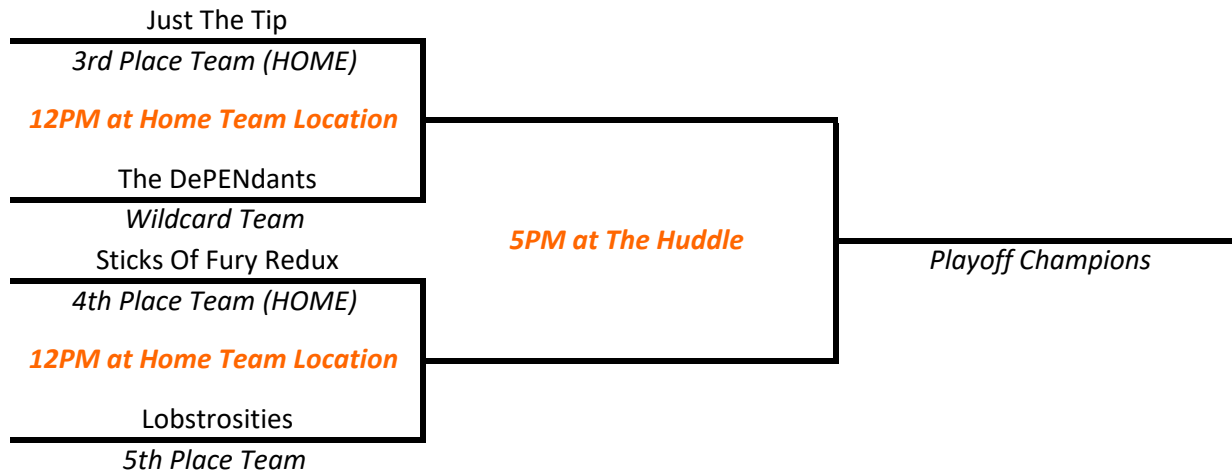 Just The Tip
3rd Place Team (HOME)
12PM at Home Team Location
The DePENdants
Wildcard Team
5PM at The Huddle
Playoff Champions
Sticks Of Fury Redux
4th Place Team (HOME)
12PM at Home Team Location
Lobstrosities
5th Place Team